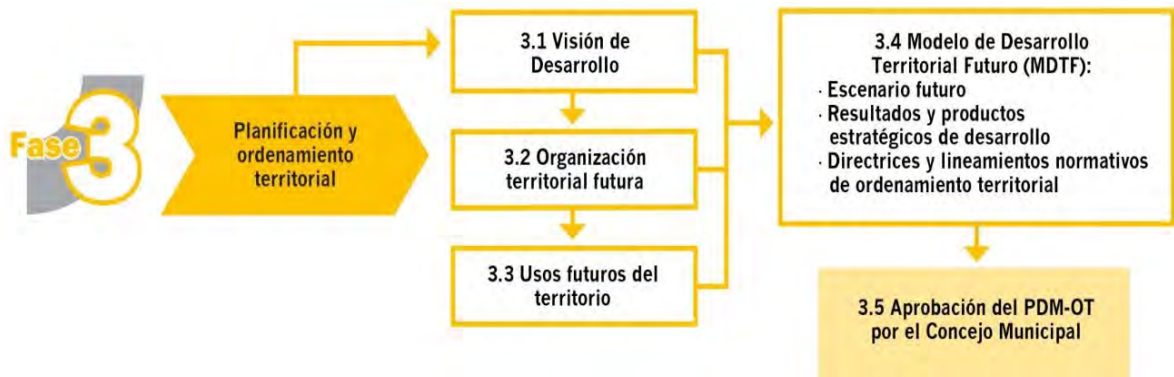 Fase 3
Planificación y
ordenamiento
territorial
3.1 Visión de
Desarrollo
3.2 Organización
territorial futura
3.3 Usos futuros del
territorio
3.4 Modelo de Desarrollo
Territorial Futuro (MDTF):
· Escenario futuro
· Resultados y productos
estratégicos de desarrollo
· Directrices y lineamientos normativos
de ordenamiento territorial
3.5 Aprobación del PDM-OT
por el Concejo Municipal